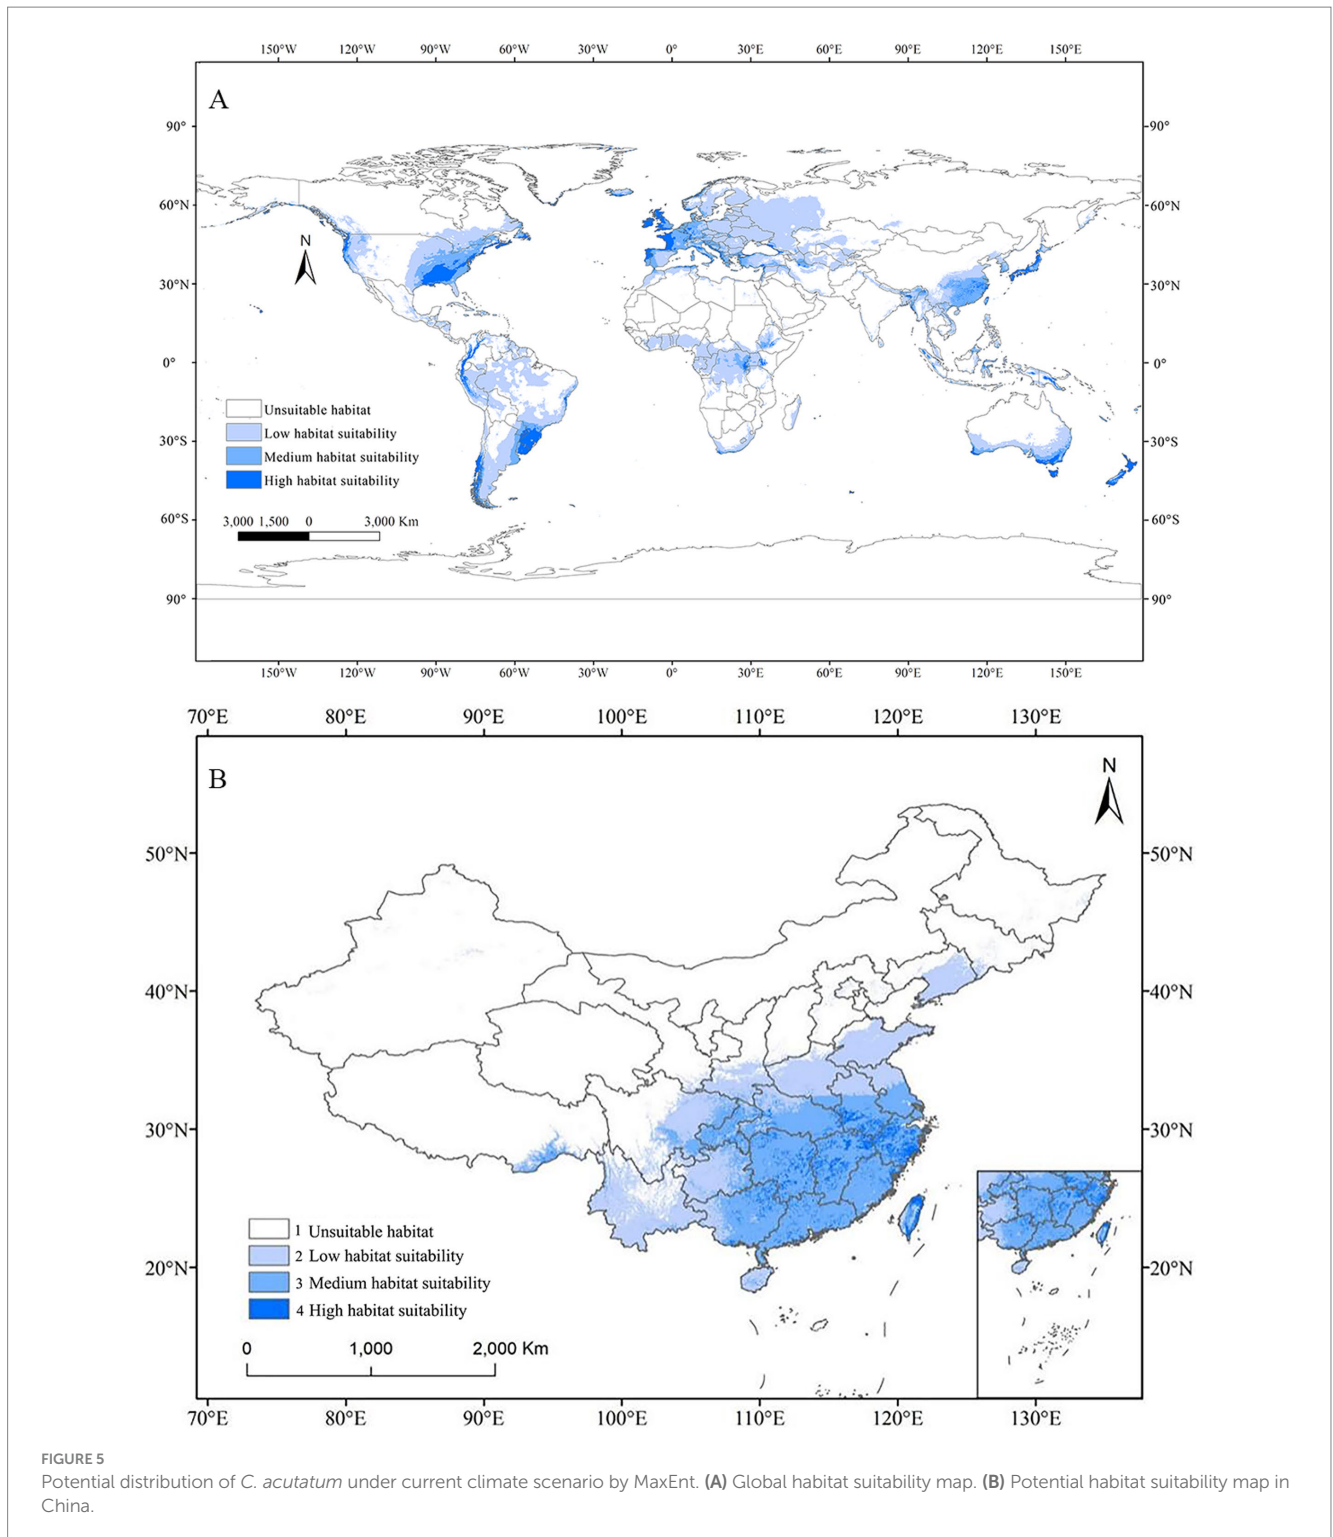 150°W 120°W 90°W 60°W 30°W 0° 30°E 60°E 90°E 120°E 150°E
A
90° 90°
60°N 60°N
N
30°N 30°N
0° 0°
Unsuitable habitat
Low habitat suitability
30°S 30°S
Medium habitat suitability
High habitat suitability
60°S 60°S
3,000 1,500 0 3,000 Km
90° 90°
150°W 120°W 90°W 60°W 30°W 0° 30°E 60°E 90°E 120°E 150°E
70°E 80°E 90°E 100°E 110°E 120°E 130°E
B
N
50°N 50°N
40°N 40°N
30°N 30°N
1 Unsuitable habitat
2 Low habitat suitability
20°N 20°N
3 Medium habitat suitability
4 High habitat suitability
0 1,000 2,000 Km
70°E 80°E 90°E 100°E 110°E 120°E 130°E
FIGURE 5
Potential distribution of C. acutatum under current climate scenario by MaxEnt. (A) Global habitat suitability map. (B) Potential habitat suitability map in
China.